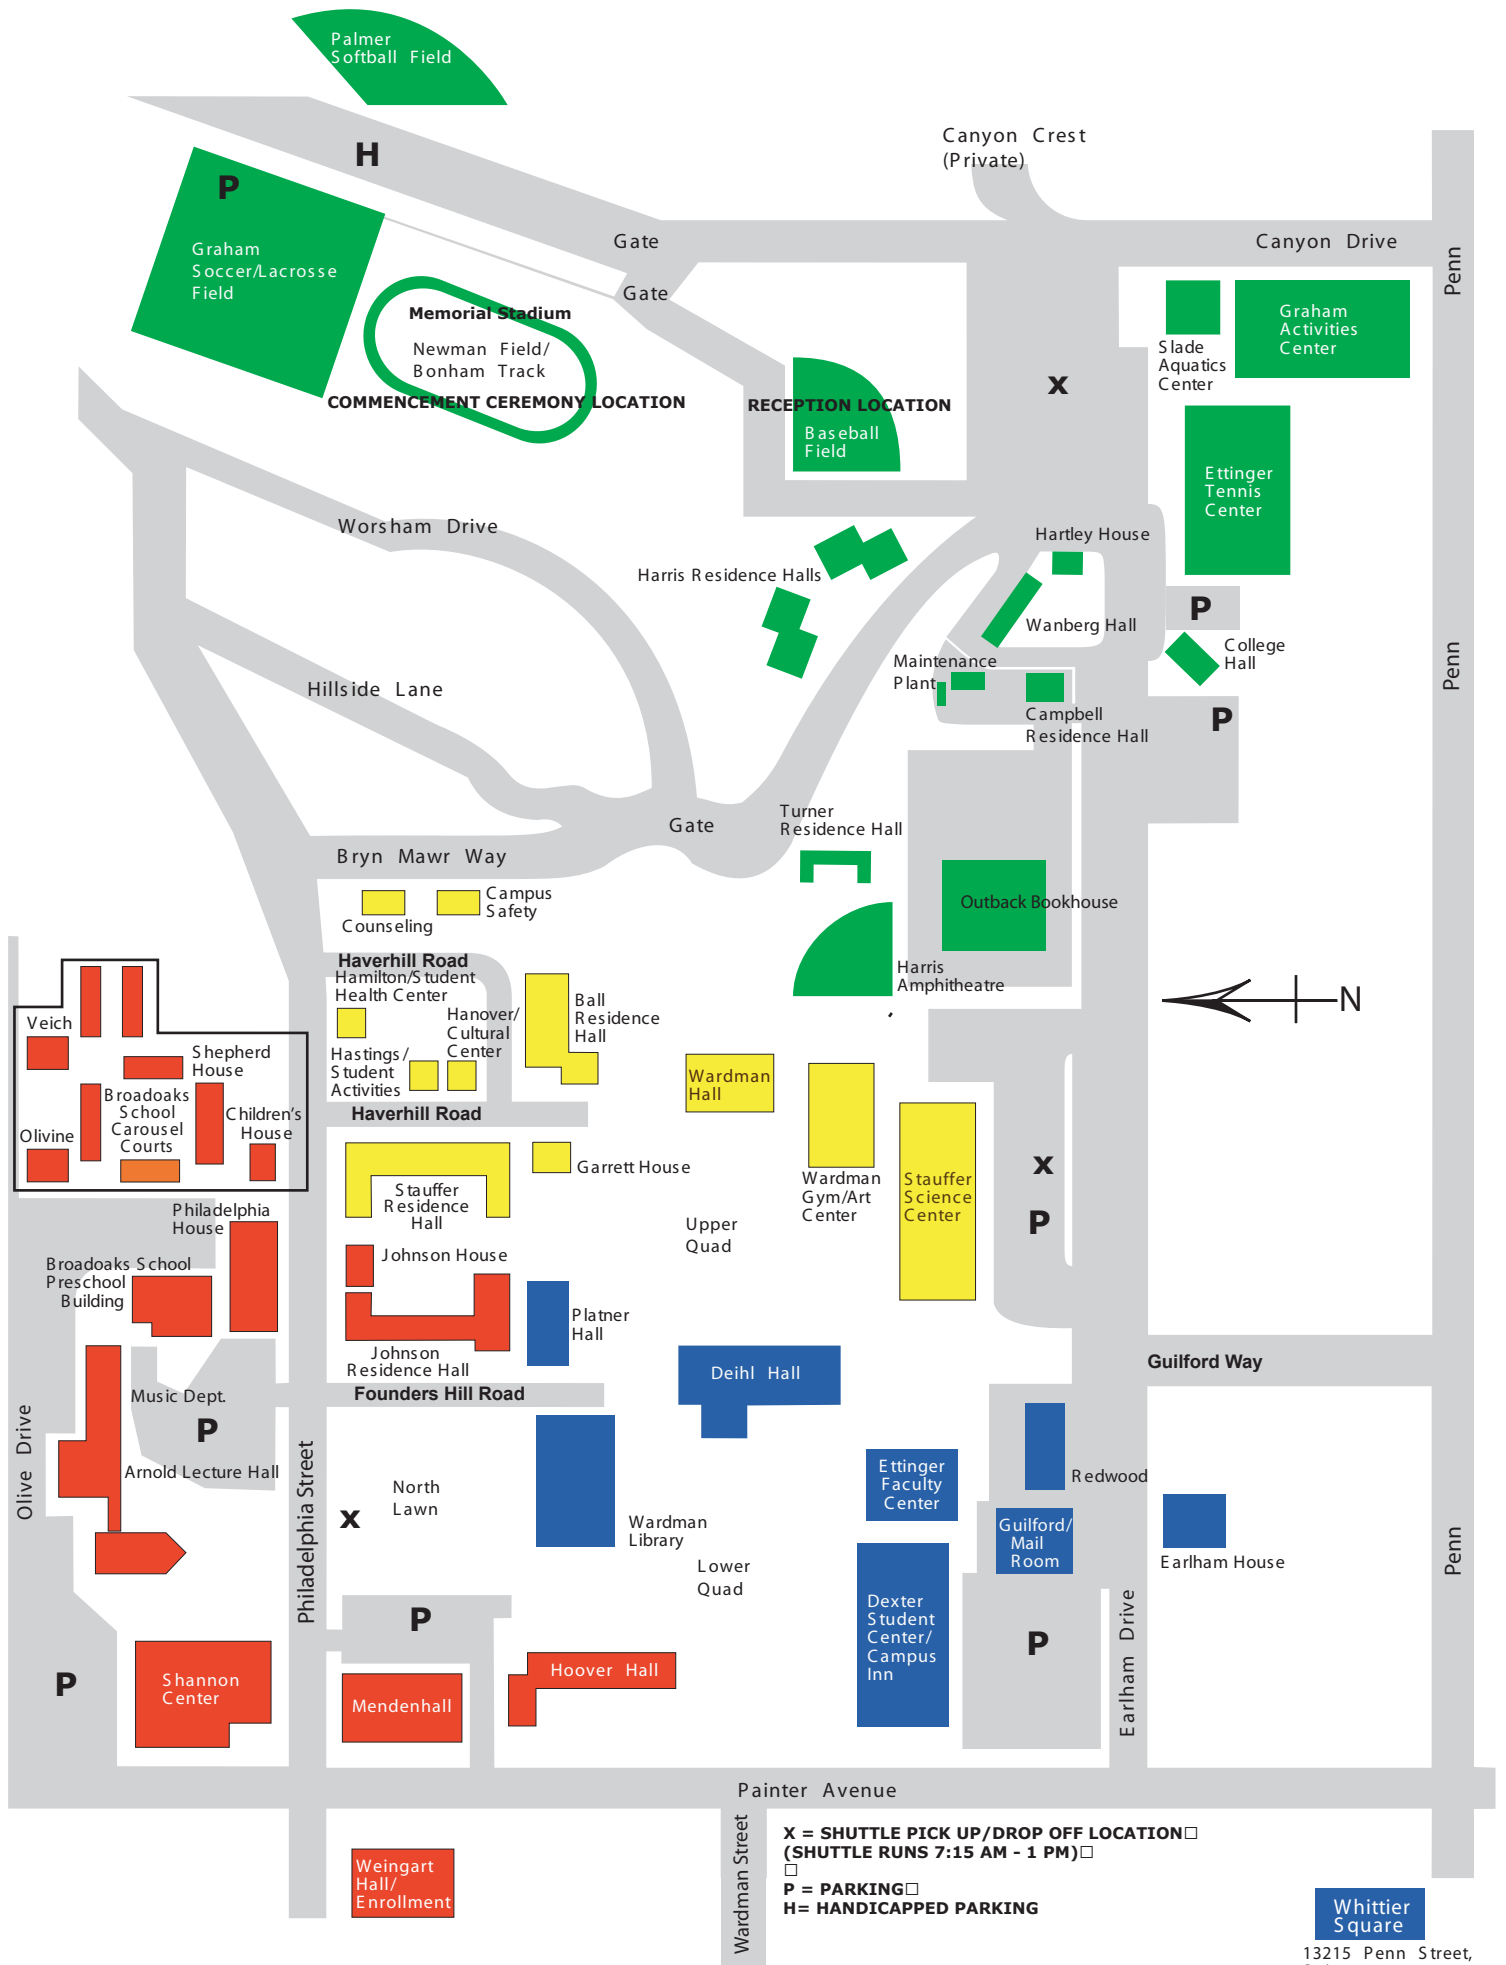 Palmer
Softball Field
H
P
Canyon Crest
(Private)
Gate
Canyon Drive
Penn
Graham
Soccer/Lacrosse
Field
Gate
Memorial Stadium
Newman Field/
Bonham Track
COMMENCEMENT CEREMONY LOCATION
RECEPTION LOCATION
Baseball
Field
x
Slade
Aquatics
Center
Graham
Activities
Center
Ettinger
Tennis
Center
Worsham Drive
Hartley House
Harris Residence Halls
P
Wanberg Hall
College
Hall
Penn
Maintenance
Plant
Hillside Lane
Campbell
Residence Hall
P
Gate
Turner
Residence Hall
Bryn Mawr Way
Counseling
Campus
Safety
Outback Bookhouse
Haverhill Road
Hamilton/Student
Health Center
Harris
Amphitheatre
N
Veich
Shepherd
House
Hanover/
Cultural
Center
Ball
Residence
Hall
Hastings/
Student
Activities
Wardman
Hall
Broadoaks
School
Carousel
Courts
Children's
House
Olivine
Haverhill Road
Garrett House
Stauffer
Residence
Hall
Wardman
Gym/Art
Center
Stauffer
Science
Center
x
P
Philadelphia
House
Upper
Quad
Johnson House
Broadoaks School
Preschool
Building
Platner
Hall
Johnson
Residence Hall
Deihl Hall
Guilford Way
Music Dept.
Founders Hill Road
P
Olive Drive
Arnold Lecture Hall
Philadelphia Street
North
Lawn
x
Wardman
Library
Ettinger
Faculty
Center
Redwood
Guilford/
Mail
Room
Earlham House
Penn
Lower
Quad
P
Dexter
Student
Center/
Campus
Inn
P
Earlham Drive
P
Shannon
Center
Mendenhall
Hoover Hall
Painter Avenue
Wardman Street
X = SHUTTLE PICK UP/DROP OFF LOCATION□
(SHUTTLE RUNS 7:15 AM - 1 PM)□
□
P = PARKING□
H= HANDICAPPED PARKING
Weingart
Hall/
Enrollment
Whittier
Square
13215 Penn Street,